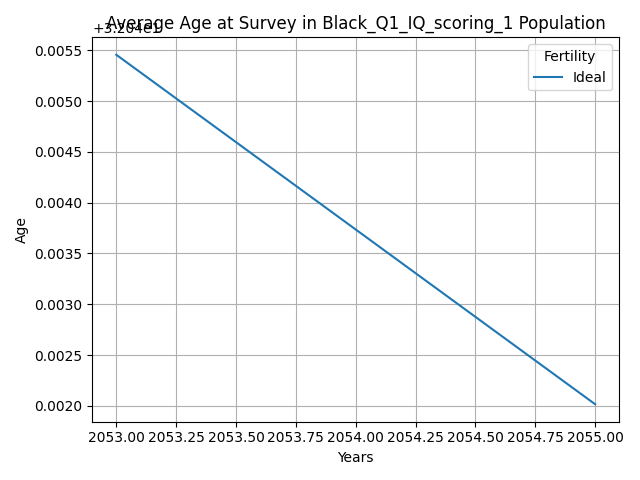 Average Age at Survey in Black_Q1_IQ_scoring_1 Population
+3.204e1
Fertility
Ideal
0.0055
0.0050
0.0045
0.0040
0.0035
0.0030
0.0025
0.0020
Age
2053.00 2053.25 2053.50 2053.75 2054.00 2054.25 2054.50 2054.75 2055.00
Years